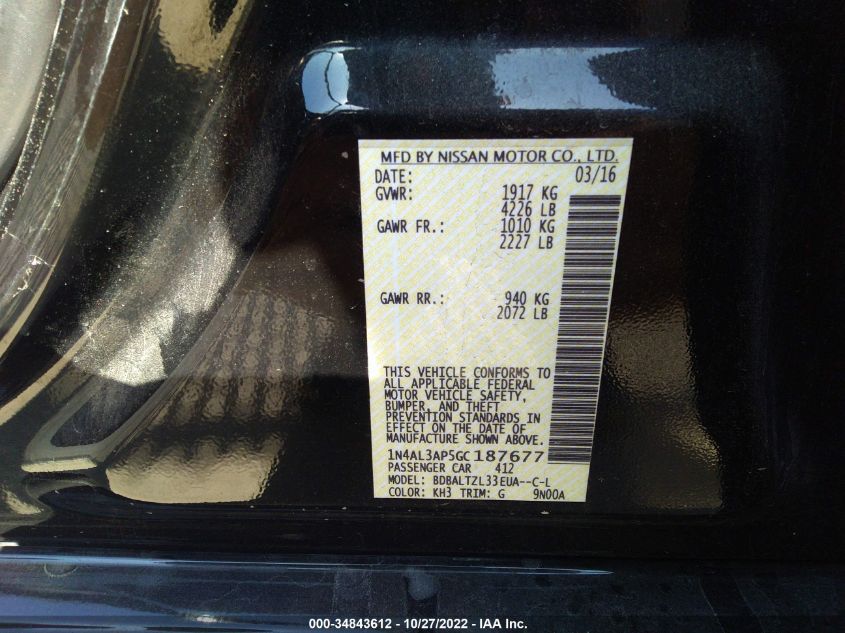 MFD BY NISSAN MOTOR CO., LTD.
DATE: 03/16
GVWR: 1917 KG
4226 LB
GAWR FR.: 1010 KG
2227 LB
GAWR RR.: 940 KG
2072 LB
THIS VEHICLE CONFORMS TO
ALL APPLICABLE FEDERAL
MOTOR VEHICLE SAFETY,
BUMPER, AND THEFT
PREVENTION STANDARDS IN
EFFECT ON THE DATE OF
MANUFACTURE SHOWN ABOVE.
1N4AL3AP5GC187677
PASSENGER CAR 412
MODEL: BDBALTZL33EUA--C-L
COLOR: KH3 TRIM: G 9N00A
000-34843612 - 10/27/2022 - IAA Inc.